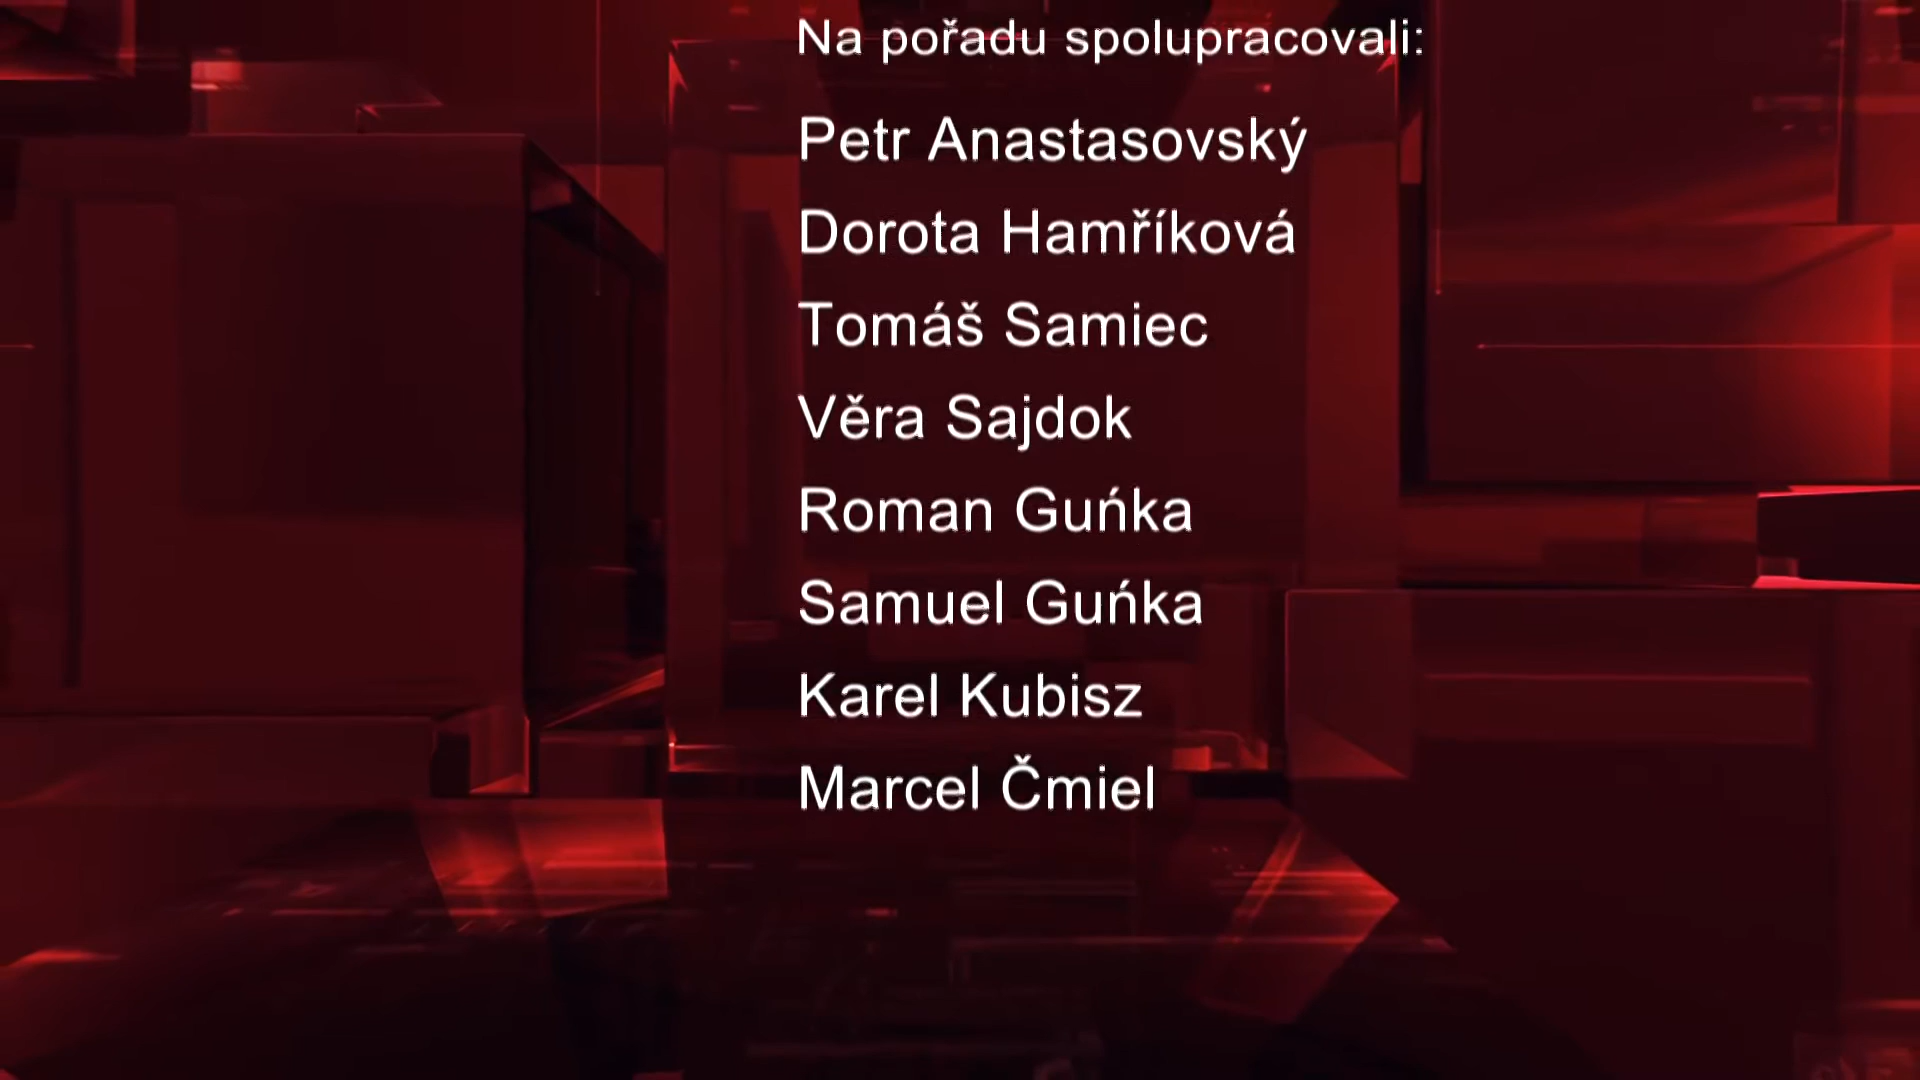 Na pořadu spolupracovali:
Petr Anastasovský
Dorota Hamříková
Tomáš Samiec
Věra Sajdok
Roman Guńka
Samuel Guńka
Karel Kubisz
Marcel Čmiel